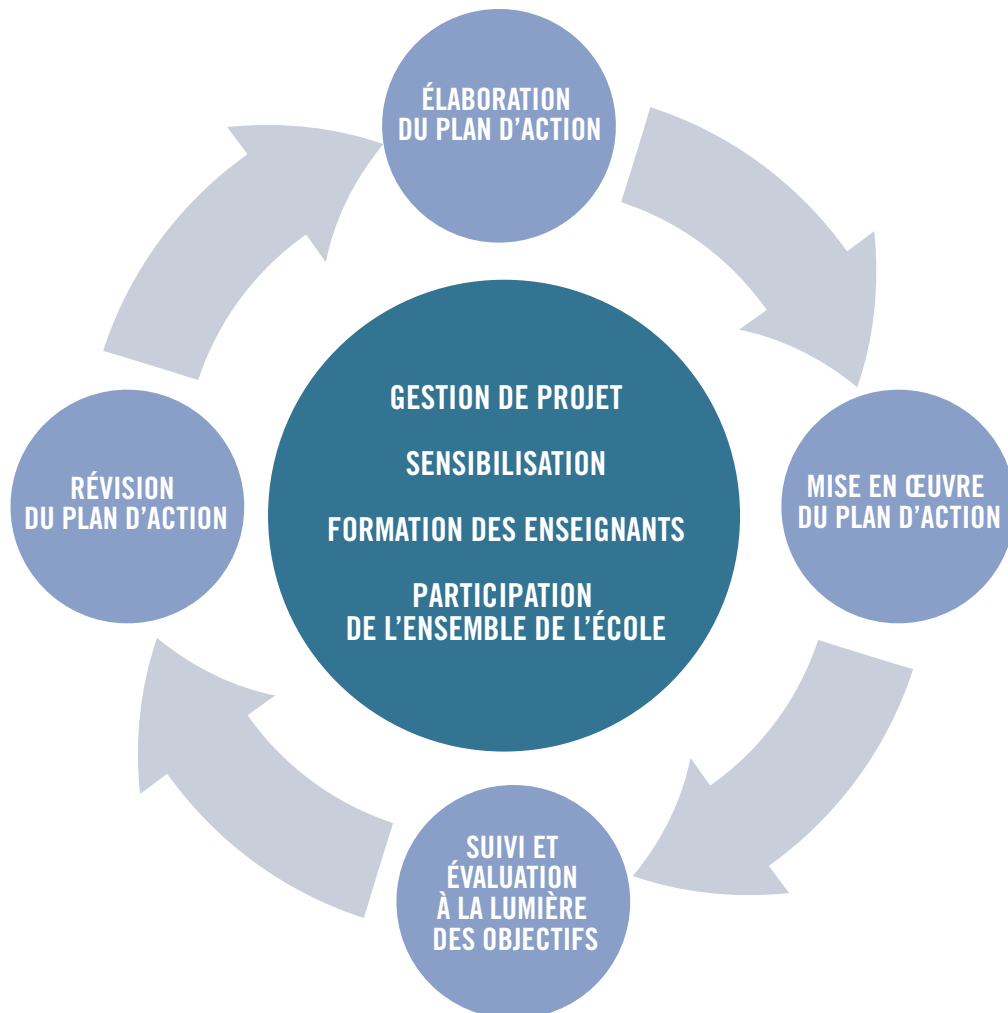 ÉLABORATION
DU PLAN D’ACTION
GESTION DE PROJET
SENSIBILISATION
FORMATION DES ENSEIGNANTS
PARTICIPATION
DE L’ENSEMBLE DE L’ÉCOLE
RÉVISION
DU PLAN D’ACTION
MISE EN ŒUVRE
DU PLAN D’ACTION
SUIVI ET
ÉVALUATION
À LA LUMIÈRE
DES OBJECTIFS